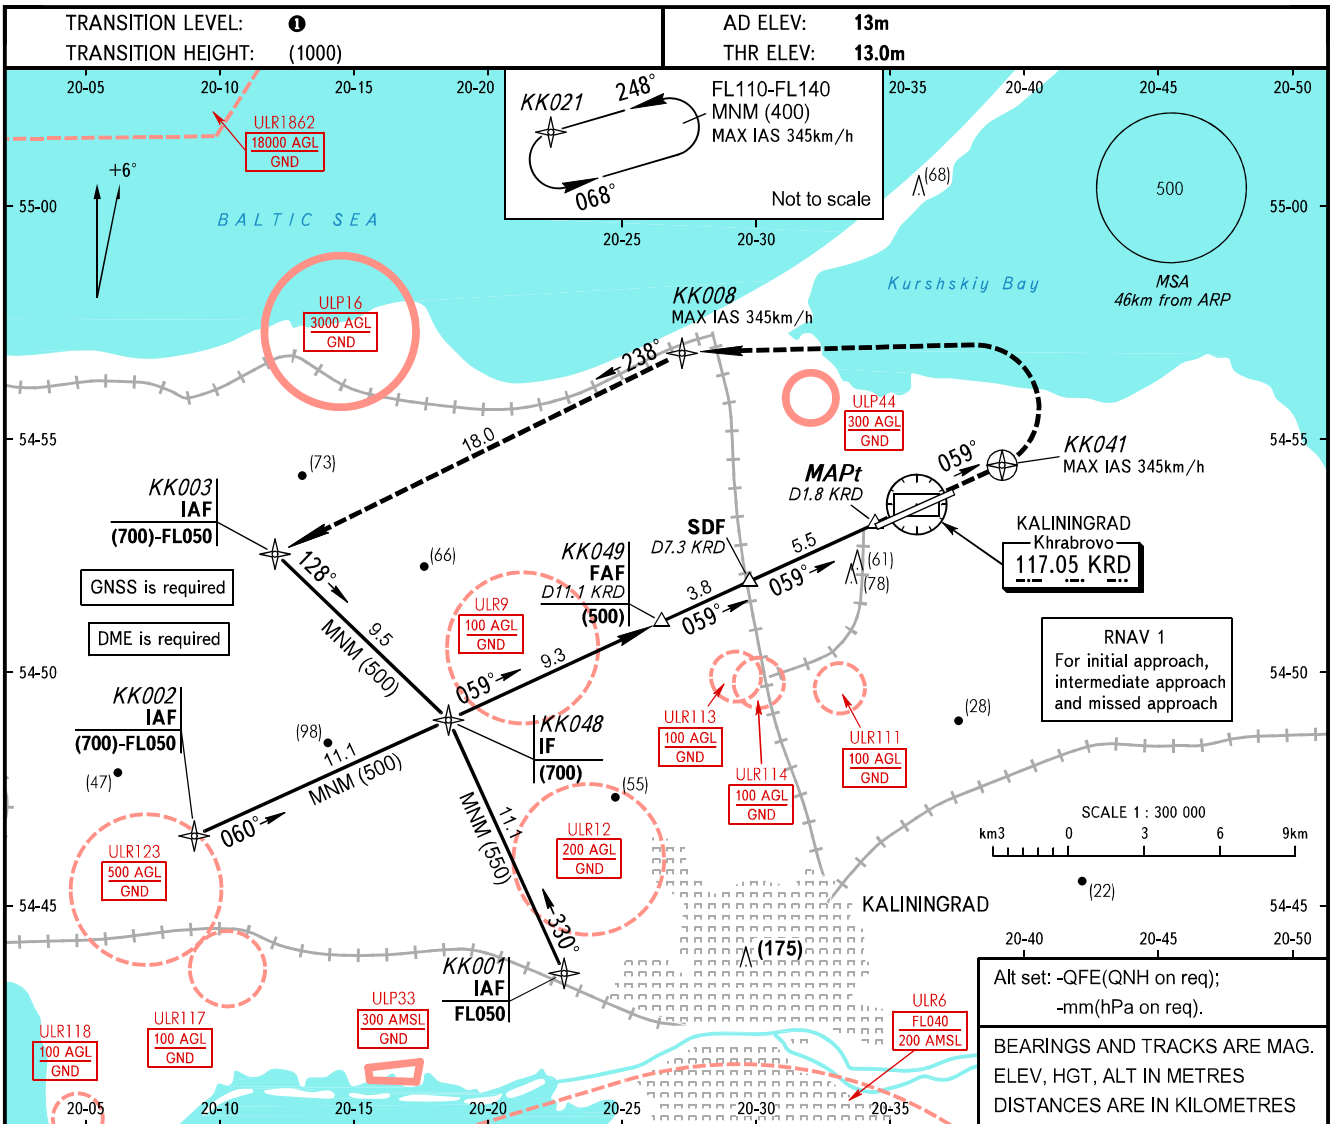 TRANSITION LEVEL: ❶
TRANSITION HEIGHT: (1000)
AD ELEV: 13m
THR ELEV: 13.0m
20-05
20-10
20-15
20-20
20-35
20-40
20-45
20-50
KK021
248°
068°
FL110-FL140
MNM (400)
MAX IAS 345km/h
Not to scale
ULR1862
18000 AGL
GND
+6°
(68)
500
55-00
55-00
BALTIC SEA
20-25
20-30
MSA
46km from ARP
Kurshskiy Bay
ULP16
3000 AGL
GND
KK008
MAX IAS 345km/h
238°
18.0
ULP44
300 AGL
GND
54-55
54-55
KK041
MAX IAS 345km/h
059°
(73)
MAPt
D1.8 KRD
KK003
IAF
(700)-FL050
KALININGRAD
Khrabrovo
117.05 KRD
SDF
D7.3 KRD
5.5
KK049
FAF
D11.1 KRD
(500)
(66)
(61)
(78)
128°
9.5
MNM (500)
GNSS is required
DME is required
3.8
059°
059°
ULR9
100 AGL
GND
RNAV 1
For initial approach,
intermediate approach
and missed approach
54-50
54-50
059°
9.3
KK002
IAF
(700)-FL050
KK048
IF
(700)
ULR113
100 AGL
GND
ULR114
100 AGL
GND
ULR111
100 AGL
GND
(28)
(98)
11.1
MNM (500)
(47)
060°
(55)
11.1
MNM (550)
330°
SCALE 1 : 300 000
km3 0 3 6 9km
ULR123
500 AGL
GND
ULR12
200 AGL
GND
(22)
54-45
54-45
KALININGRAD
20-40
20-45
20-50
(175)
KK001
IAF
FL050
ULP33
300 AMSL
GND
ULR6
FL040
200 AMSL
ULR118
100 AGL
GND
ULR117
100 AGL
GND
Alt set: -QFE(QNH on req);
-mm(hPa on req).
BEARINGS AND TRACKS ARE MAG.
ELEV, HGT, ALT IN METRES
DISTANCES ARE IN KILOMETRES
20-05
20-10
20-15
20-20
20-25
20-30
20-35